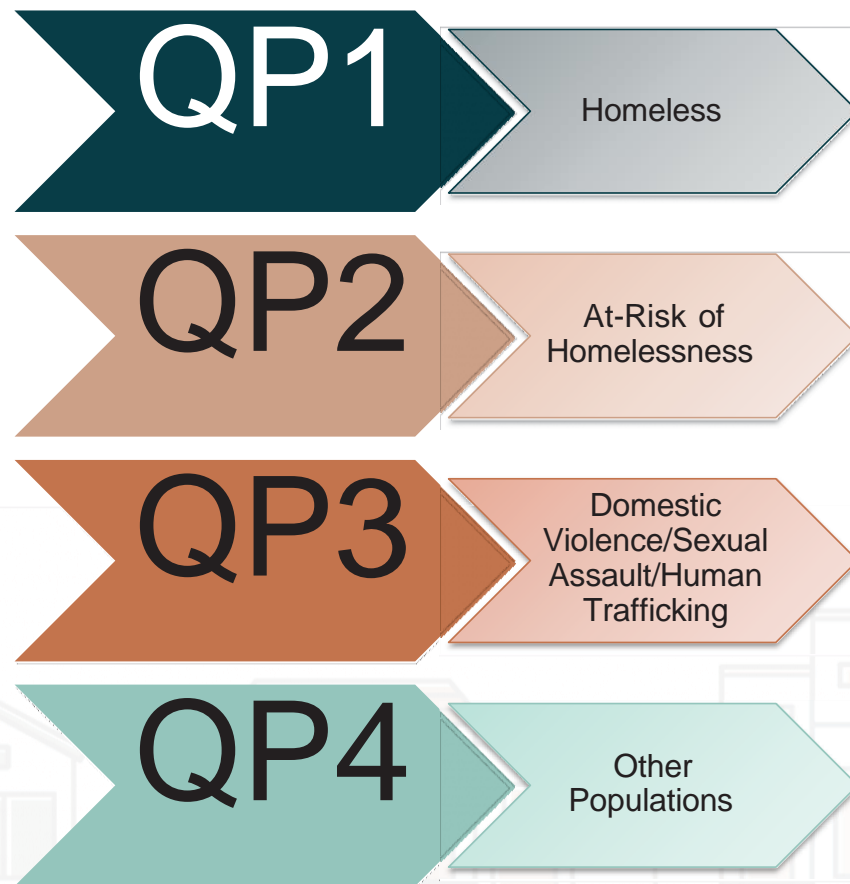 QP1
Homeless
QP2
At-Risk of
Homelessness
QP3
Domestic
Violence/Sexual
Assault/Human
Trafficking
QP4
Other
Populations